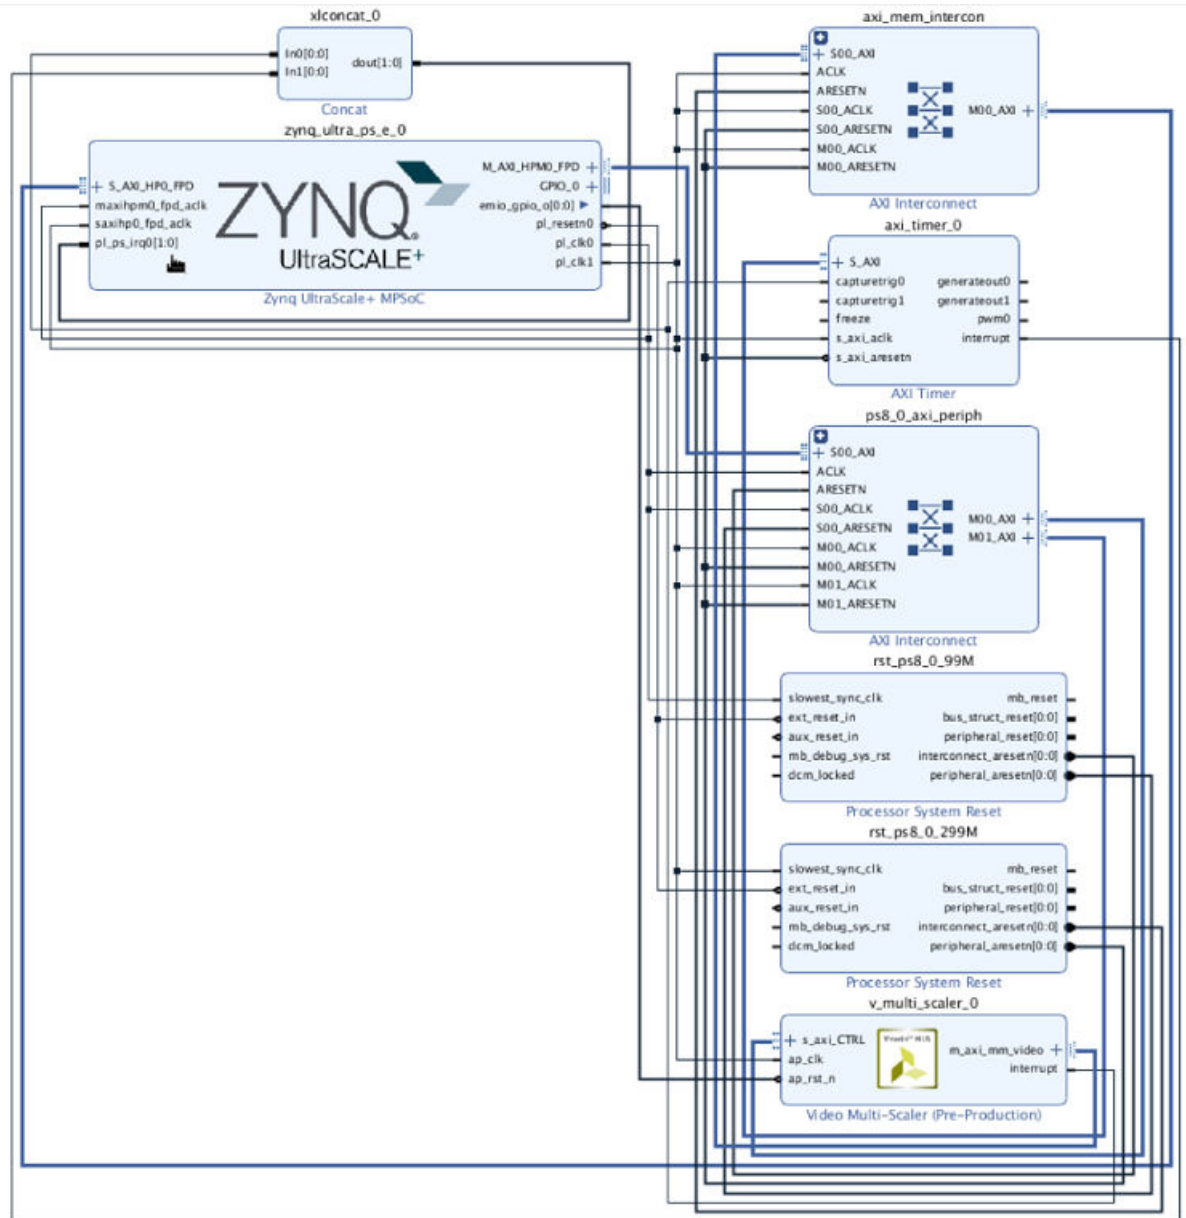 xlconcat_0
In0[0:0]
In1[0:0]
dout[1:0]
Concat
zynq_ultra_ps_e_0
S_AXI_HP0_FPD
maxihpm0_fpd_aclk
saxihp0_fpd_aclk
pl_ps_irq0[1:0]
ZYNQ
UltraSCALE+
M_AXI_HPM0_FPD
GPIO_0
emio_gpio_o[0:0]
pl_resetn0
pl_clk0
pl_clk1
Zynq UltraScale+ MPSoC
axi_mem_intercon
S00_AXI
ACLK
ARESETN
S00_ACLK
S00_ARESETN
M00_ACLK
M00_ARESETN
M00_AXI
AXI Interconnect
axi_timer_0
S_AXI
capturetrig0
capturetrig1
freeze
s_axi_aclk
s_axi_aresetn
generateout0
generateout1
pwm0
interrupt
AXI Timer
ps8_0_axi_periph
S00_AXI
ACLK
ARESETN
S00_ACLK
S00_ARESETN
M00_ACLK
M00_ARESETN
M01_ACLK
M01_ARESETN
M00_AXI
M01_AXI
AXI Interconnect
rst_ps8_0_99M
slowest_sync_clk
ext_reset_in
aux_reset_in
mb_debug_sys_rst
dcm_locked
mb_reset
bus_struct_reset[0:0]
peripheral_reset[0:0]
interconnect_aresetn[0:0]
peripheral_aresetn[0:0]
Processor System Reset
rst_ps8_0_299M
slowest_sync_clk
ext_reset_in
aux_reset_in
mb_debug_sys_rst
dcm_locked
mb_reset
bus_struct_reset[0:0]
peripheral_reset[0:0]
interconnect_aresetn[0:0]
peripheral_aresetn[0:0]
Processor System Reset
v_multi_scaler_0
s_axi_CTRL
ap_clk
ap_rst_n
m_axi_mm_video
interrupt
Video Multi-Scaler (Pre-Production)